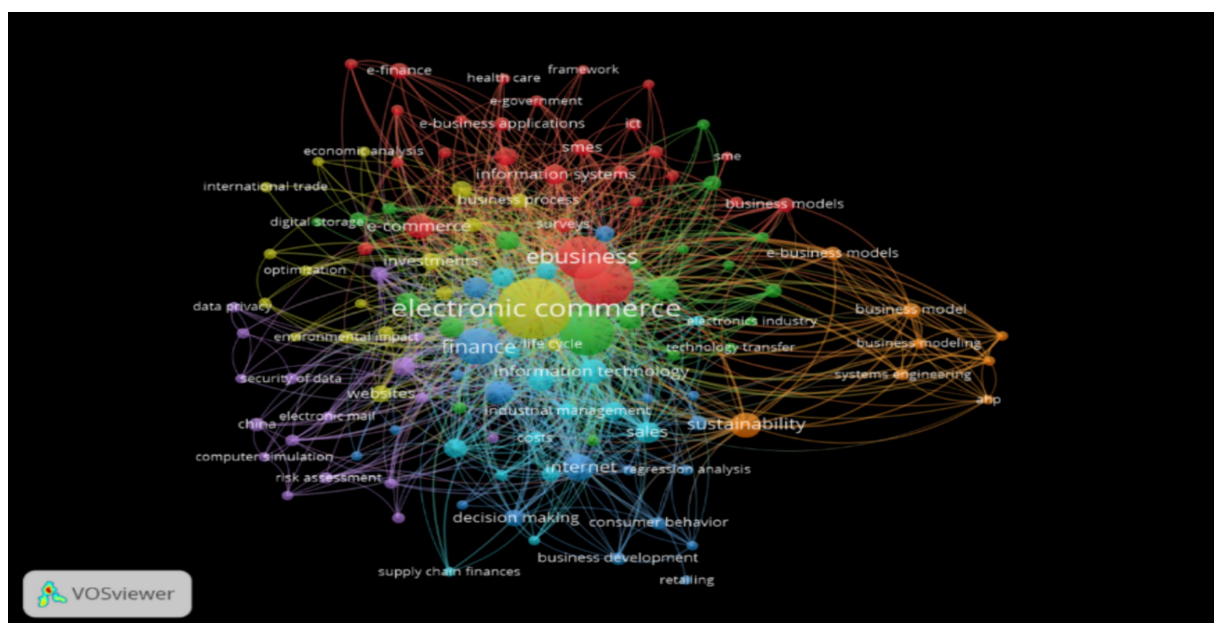 e-finance
health care
framework
e-government
e-business applications
ict
smes
economic analysis
sme
information systems
international trade
business process
business models
digital storage
e-commerce
surveys
ebusiness
e-business models
investments
optimization
data privacy
electronic commerce
business model
electronics industry
environmental impact
life cycle
finance
technology transfer
business modeling
information technology
systems engineering
security of data
websites
ahp
industrial management
electronic mail
china
sales
sustainability
costs
computer simulation
internet
regression analysis
risk assessment
decision making
consumer behavior
business development
supply chain finances
retailing
VOSviewer